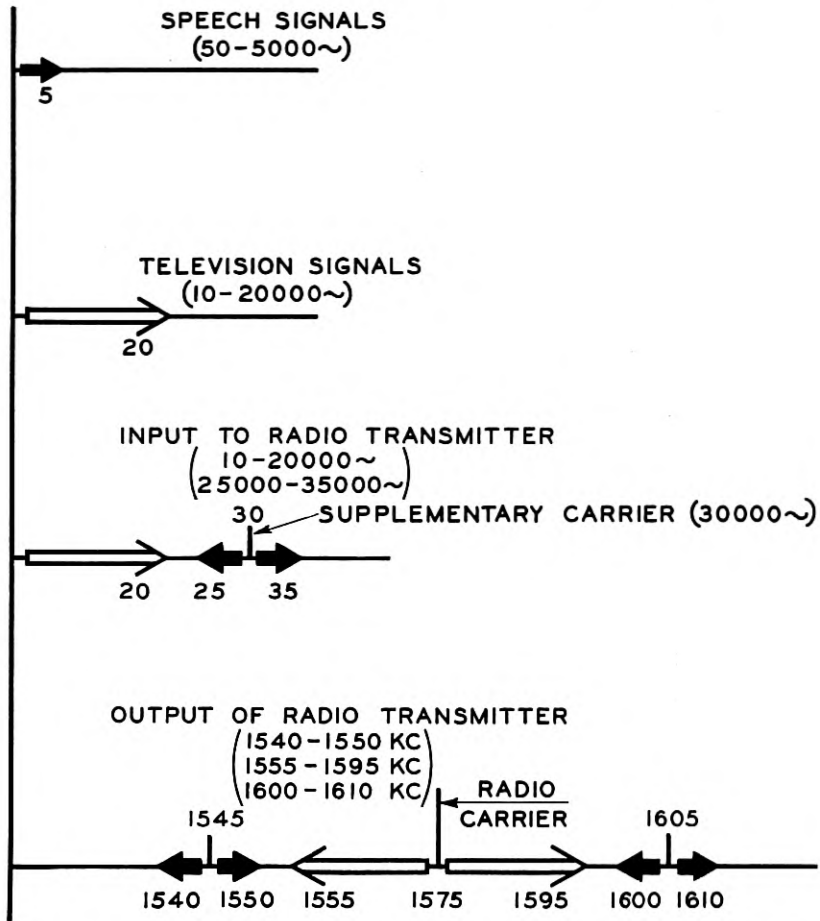 SPEECH SIGNALS
(50-5000~)
5
TELEVISION SIGNALS
(10-20000~)
20
INPUT TO RADIO TRANSMITTER
(10-20000~
25000-35000~)
30 SUPPLEMENTARY CARRIER (30000~)
20 25 35
OUTPUT OF RADIO TRANSMITTER
(1540-1550 KC
1555-1595 KC
1600-1610 KC)
RADIO
CARRIER
1545 1605
1540 1550 1555 1575 1595 1600 1610